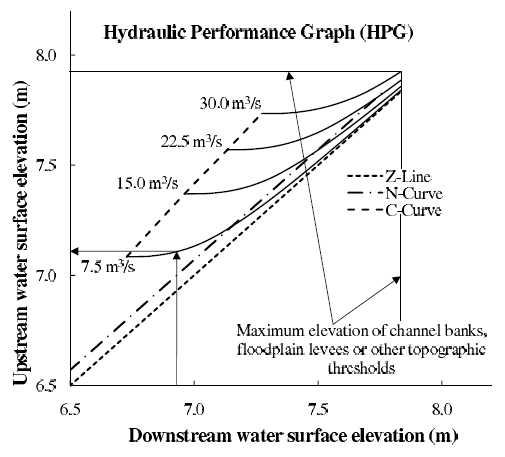 Hydraulic Performance Graph (HPG)
Upstream water surface elevation (m)
8.0
7.5
7.0
6.5
30.0 m³/s
22.5 m³/s
15.0 m³/s
7.5 m³/s
Z-Line
N-Curve
C-Curve
Maximum elevation of channel banks,
floodplain levees or other topographic
thresholds
6.5
7.0
7.5
8.0
Downstream water surface elevation (m)